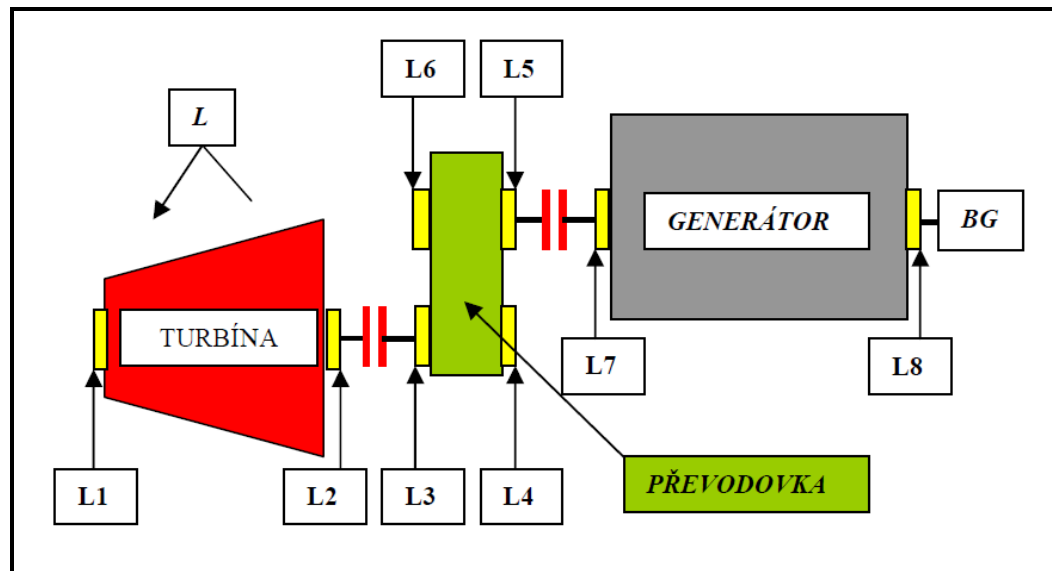 L6
L5
L
GENERÁTOR
BG
TURBÍNA
L7
L8
L1
L2
L3
L4
PŘEVODOVKA